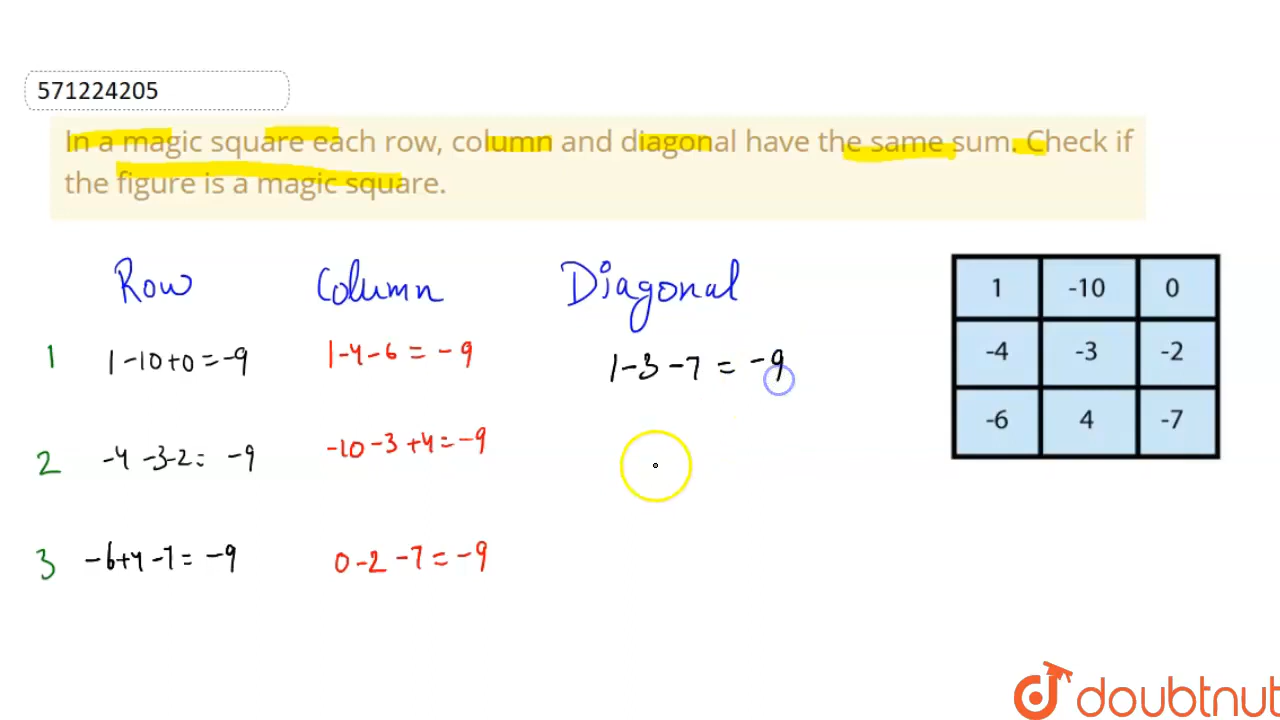 571224205
In a magic square each row, column and diagonal have the same sum. Check if
the figure is a magic square.
Row Column Diagonal
1 1-10+0=-9 1-4-6=-9 1-3-7=-9
2 -4-3-2=-9 -10-3+4=-9
3 -6+4-7=-9 0-2-7=-9
1 -10 0
-4 -3 -2
-6 4 -7
doubtnut